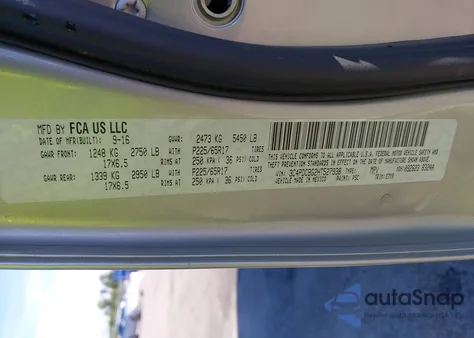 MFD BY FCA US LLC
DATE OF MFR(BUILT): 9-16 GVWR: 2473 KG 5450 LB
GAWR FRONT: 1248 KG 2750 LB P225/65R17 TIRES
17X6.5 RIMS AT 250 KPA ( 36 PSI) COLD
GAWR REAR: 1339 KG 2950 LB P225/65R17 TIRES
17X6.5 RIMS AT 250 KPA ( 36 PSI) COLD
THIS VEHICLE CONFORMS TO ALL APPLICABLE
U.S.A. FEDERAL MOTOR VEHICLE SAFETY, BUMPER AND
THEFT PREVENTION STANDARDS IN EFFECT ON THE
DATE OF MANUFACTURE SHOWN ABOVE.
MADE IN MEXICO MPV
PAINT:
autoSnap